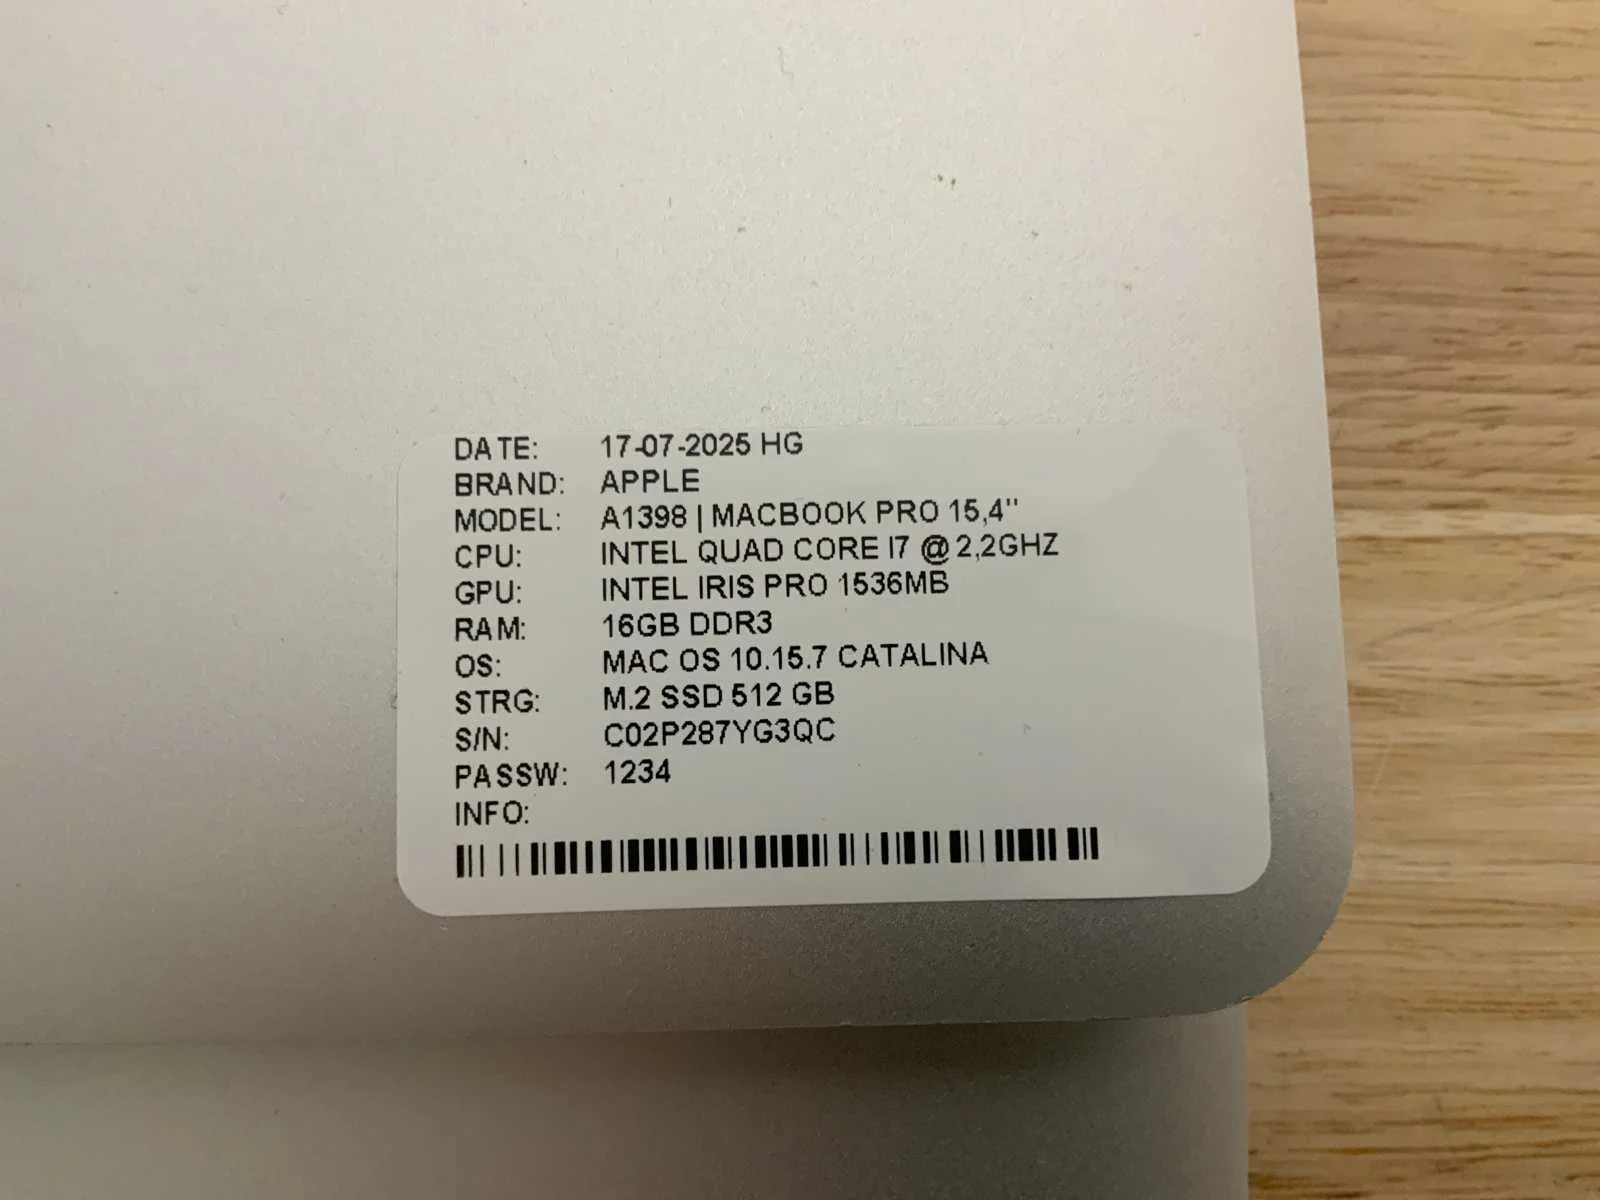 DATE: 17-07-2025 HG
BRAND: APPLE
MODEL: A1398 | MACBOOK PRO 15,4"
CPU: INTEL QUAD CORE I7 @ 2,2GHZ
GPU: INTEL IRIS PRO 1536MB
RAM: 16GB DDR3
OS: MAC OS 10.15.7 CATALINA
STRG: M.2 SSD 512 GB
S/N: C02P287YG3QC
PASSW: 1234
INFO: